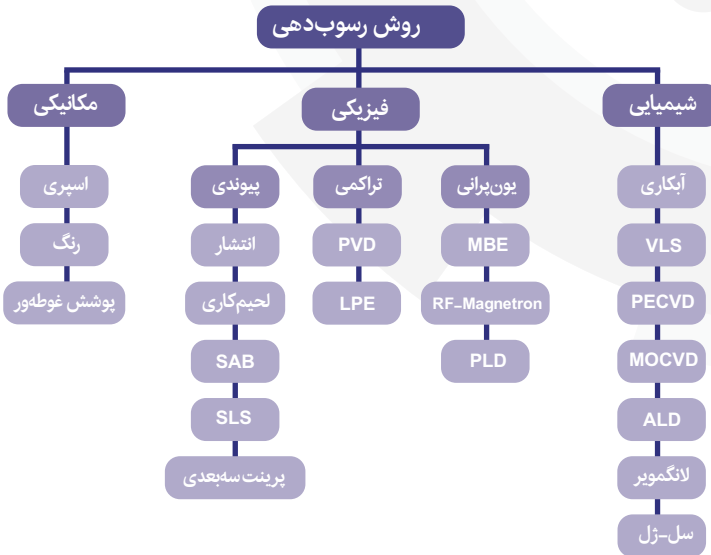 روش رسوب‌دهی
شیمیایی
آبکاری
VLS
PECVD
MOCVD
ALD
لانگمویر
سل-ژل
فیزیکی
یون‌پرانی
MBE
RF-Magnetron
PLD
تراکمی
PVD
LPE
پیوندی
انتشار
لحیم‌کاری
SAB
SLS
پرینت سه‌بعدی
مکانیکی
اسپری
رنگ
پوشش غوطه‌ور